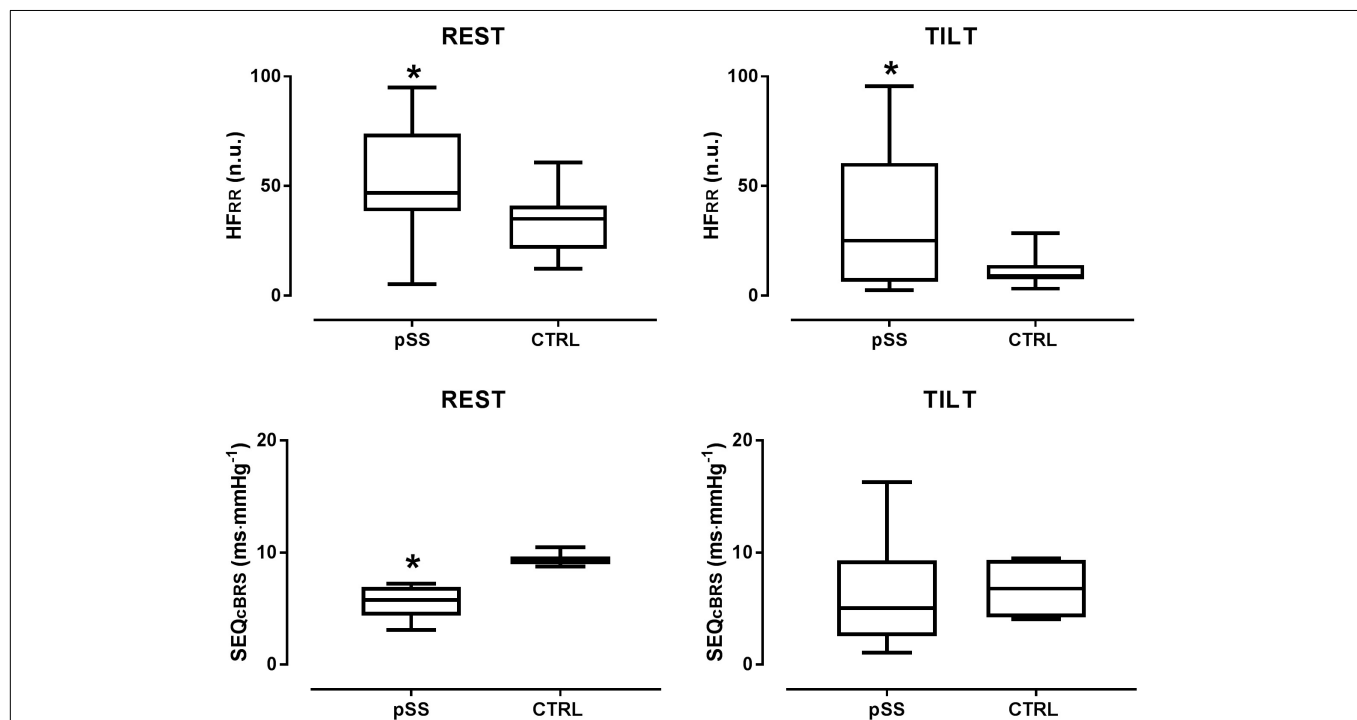 REST
*
100
50
0
HFRR (n.u.)
pSS CTRL
TILT
*
100
50
0
HFRR (n.u.)
pSS CTRL
REST
20
10
0
SEQcBRS (ms·mmHg-1)
*
pSS CTRL
TILT
20
10
0
SEQcBRS (ms·mmHg-1)
pSS CTRL